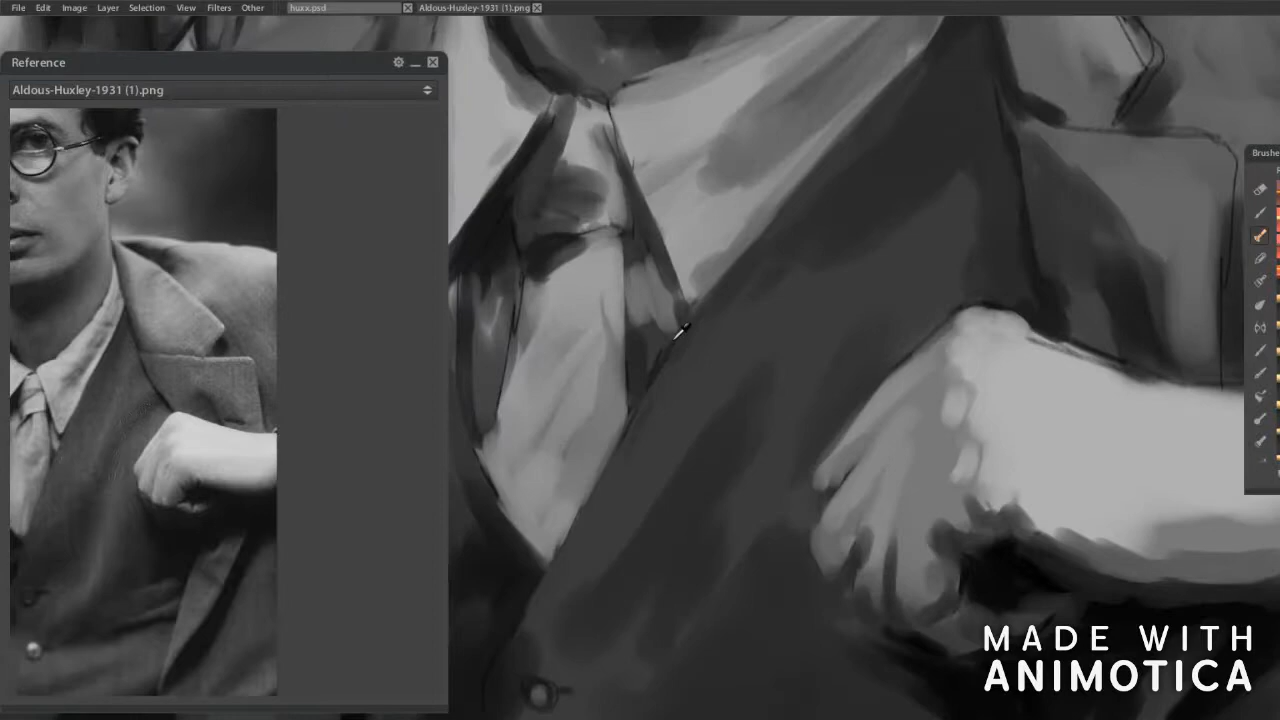 File Edit Image Layer Selection View Filters Other huxx.psd Aldous-Huxley-1931 (1).png
Reference
Aldous-Huxley-1931 (1).png
Brushe
MADE WITH
ANIMOTICA